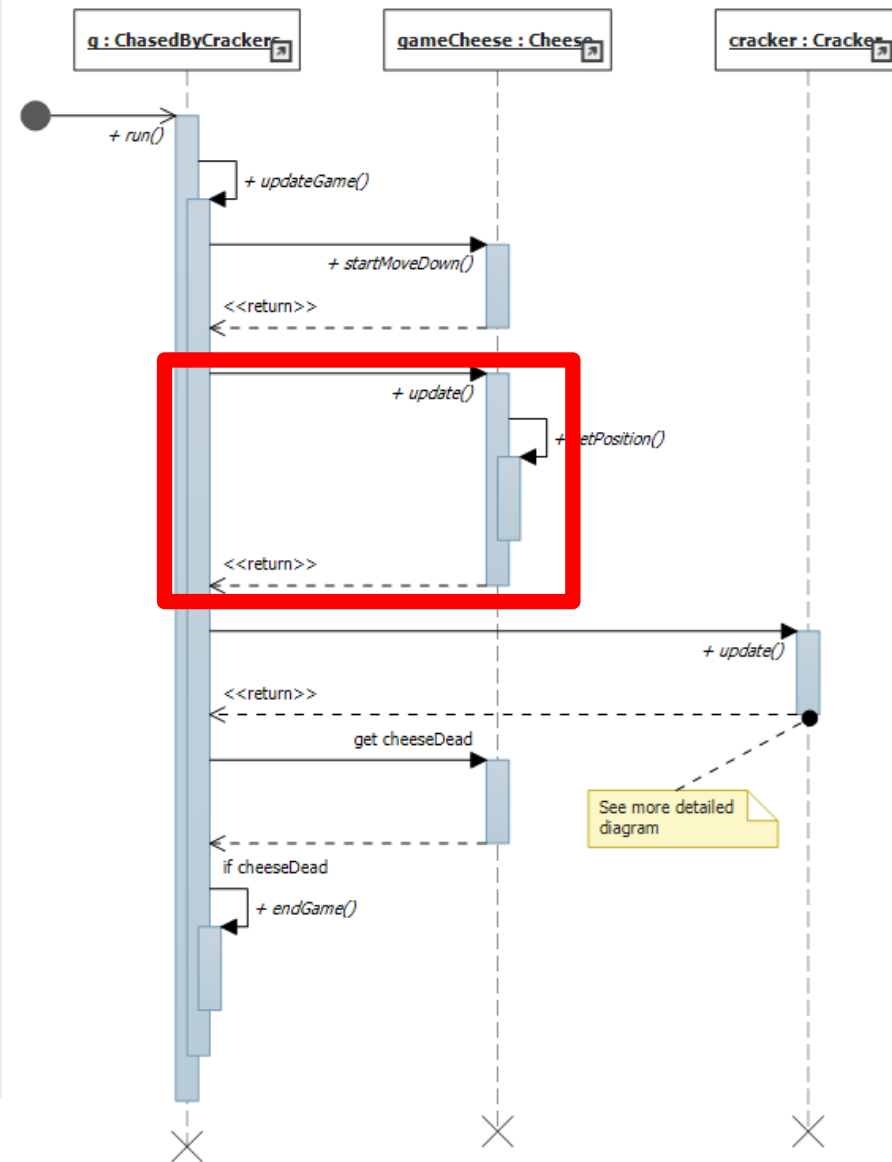 g : ChasedByCrackers
gameCheese : Cheese
cracker : Cracker
+ run()
+ updateGame()
+ startMoveDown()
<<return>>
+ update()
+ etPosition()
<<return>>
+ update()
<<return>>
get cheeseDead
See more detailed
diagram
if cheeseDead
+ endGame()